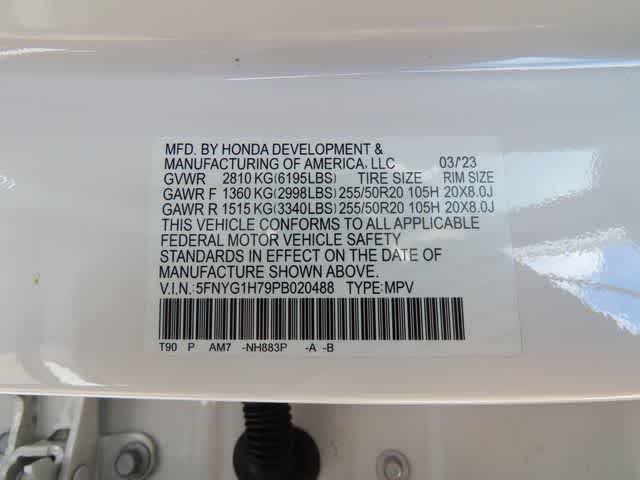 MFD. BY HONDA DEVELOPMENT &
MANUFACTURING OF AMERICA, LLC 03/'23
GVWR 2810 KG(6195LBS) TIRE SIZE RIM SIZE
GAWR F 1360 KG(2998LBS) 255/50R20 105H 20X8.0J
GAWR R 1515 KG(3340LBS) 255/50R20 105H 20X8.0J
THIS VEHICLE CONFORMS TO ALL APPLICABLE
FEDERAL MOTOR VEHICLE SAFETY
STANDARDS IN EFFECT ON THE DATE OF
MANUFACTURE SHOWN ABOVE.
V.I.N.: 5FNYG1H79PB020488 TYPE: MPV
T90 P AM7 -NH883P -A -B